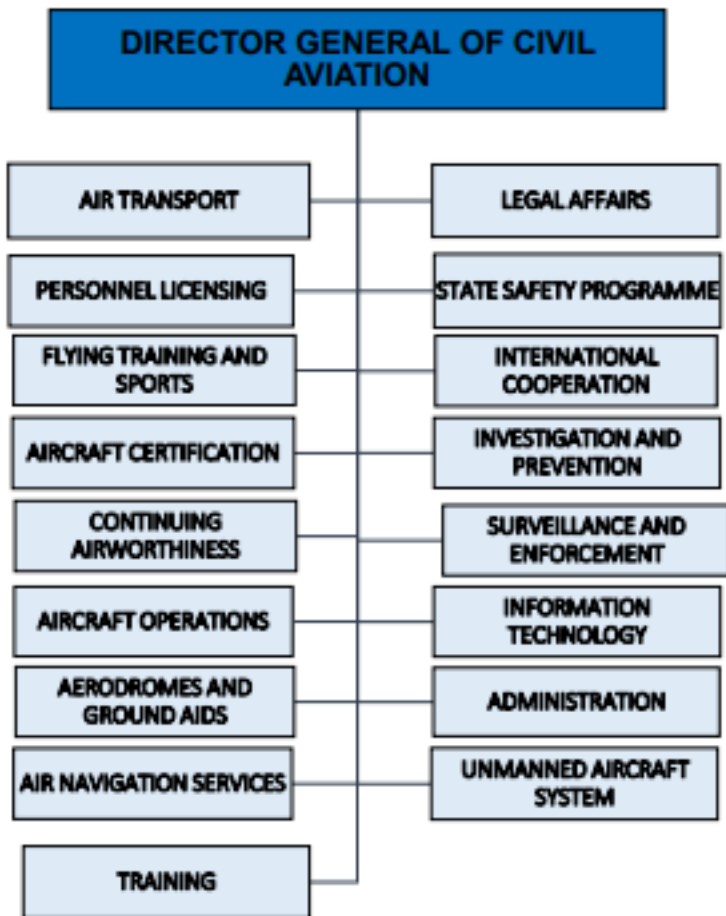 DIRECTOR GENERAL OF CIVIL
AVIATION
AIR TRANSPORT
LEGAL AFFAIRS
PERSONNEL LICENSING
STATE SAFETY PROGRAMME
FLYING TRAINING AND
SPORTS
INTERNATIONAL
COOPERATION
AIRCRAFT CERTIFICATION
INVESTIGATION AND
PREVENTION
CONTINUING
AIRWORTHINESS
SURVEILLANCE AND
ENFORCEMENT
AIRCRAFT OPERATIONS
INFORMATION
TECHNOLOGY
AERODROMES AND
GROUND AIDS
ADMINISTRATION
AIR NAVIGATION SERVICES
UNMANNED AIRCRAFT
SYSTEM
TRAINING